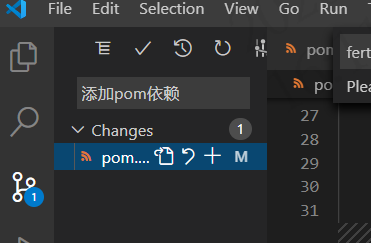 File Edit Selection View Go Run
添加pom依赖
Changes 1
pom.... M
1
pom
po
fert
Plea
27
28
29
30
31